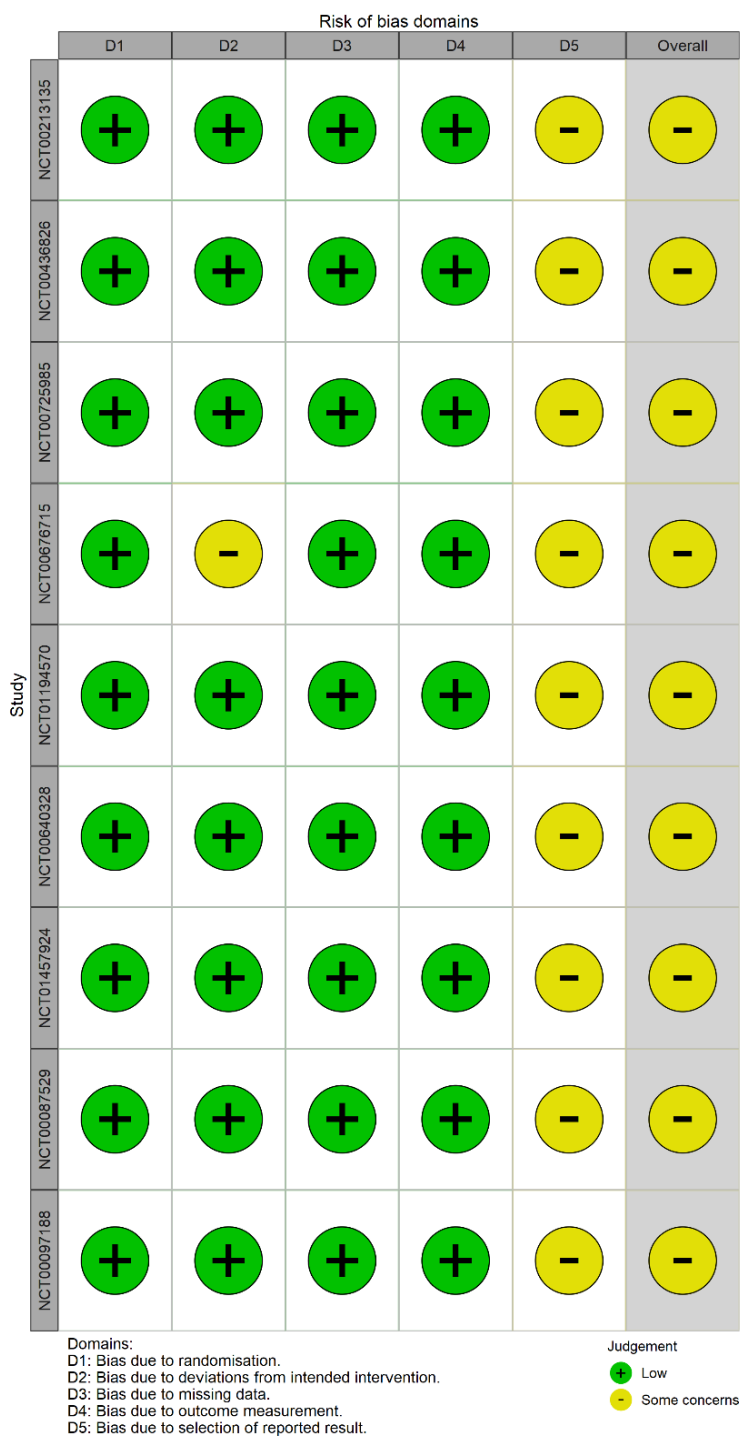 Risk of bias domains
D1 D2 D3 D4 D5 Overall
Study
NCT00213135 + + + + - -
NCT00436826 + + + + - -
NCT00725985 + + + + - -
NCT00676715 + - + + - -
NCT01194570 + + + + - -
NCT00640328 + + + + - -
NCT01457924 + + + + - -
NCT00087529 + + + + - -
NCT00097188 + + + + - -
Domains:
D1: Bias due to randomisation.
D2: Bias due to deviations from intended intervention.
D3: Bias due to missing data.
D4: Bias due to outcome measurement.
D5: Bias due to selection of reported result.
Judgement
+ Low
- Some concerns